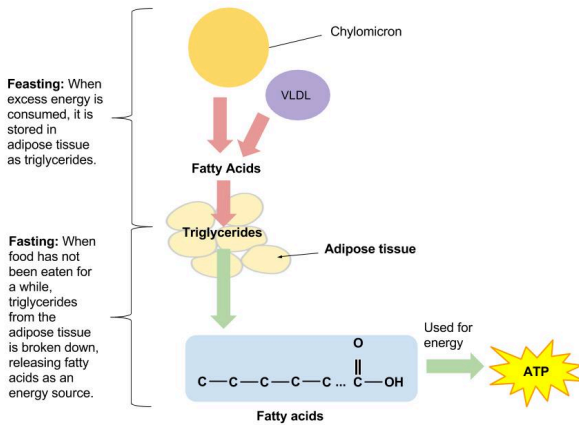 Chylomicron
VLDL
Feasting: When
excess energy is
consumed, it is
stored in
adipose tissue
as triglycerides.
Fatty Acids
Triglycerides
Adipose tissue
Fasting: When
food has not
been eaten for
a while,
triglycerides
from the
adipose tissue
is broken down,
releasing fatty
acids as an
energy source.
O
C — C — C — C — C ... C — OH
Used for
energy
ATP
Fatty acids